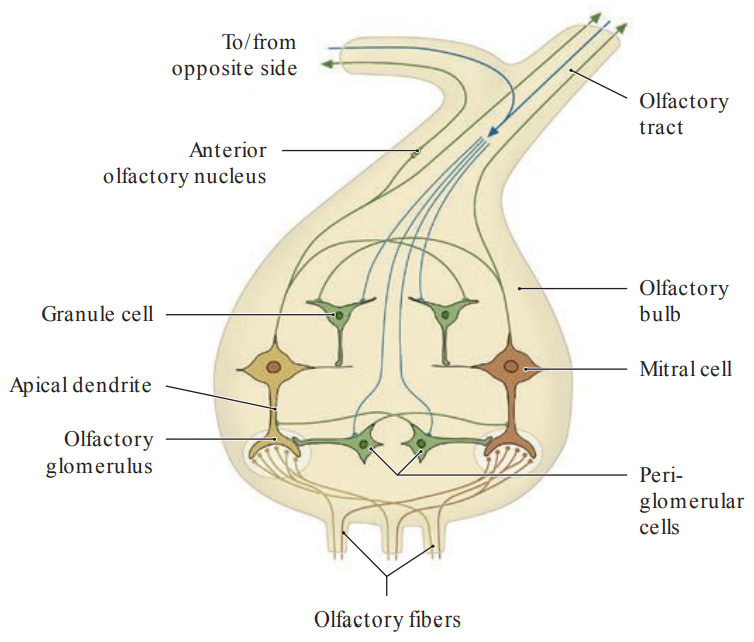 To/from
opposite side
Olfactory
tract
Anterior
olfactory nucleus
Granule cell
Olfactory
bulb
Mitral cell
Apical dendrite
Olfactory
glomerulus
Peri-
glomerular
cells
Olfactory fibers